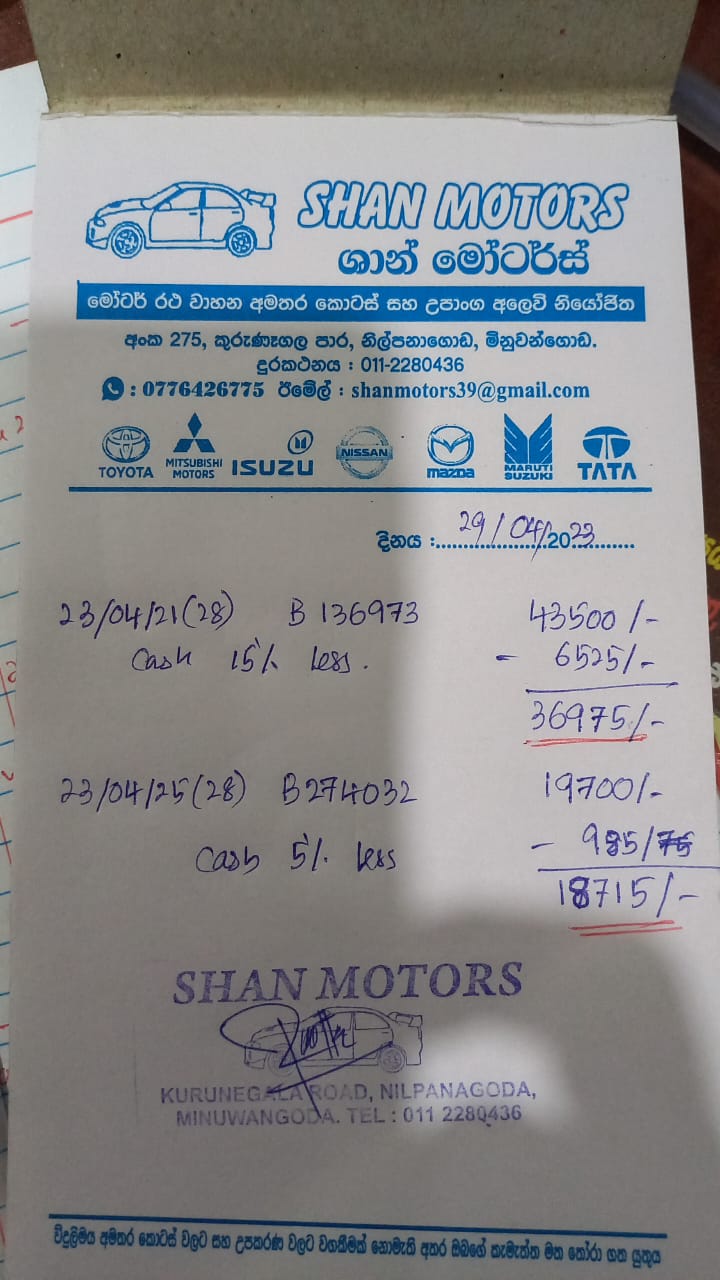 SHAN MOTORS
ශාන් මෝටර්ස්
මෝටර් රථ වාහන අමතර කොටස් සහ උපාංග අලෙවි නියෝජිත
අංක 275, කුරුණෑගල පාර, නිල්පනාගොඩ, මිනුවන්ගොඩ.
දුරකථනය : 011-2280436
: 0776426775 ඊමේල් : shanmotors39@gmail.com
TOYOTA MITSUBISHI MOTORS ISUZU NISSAN mazda MARUTI SUZUKI TATA
දිනය : 29/04/2023
23/04/21(28) B 136973 43500/-
Cash 15% Less. - 6525/-
36975/-
23/04/25(28) B274032 19700/-
Cash 5% Less - 985/
18715/-
SHAN MOTORS
KURUNEGALA ROAD, NILPANAGODA,
MINUWANGODA. TEL : 011 2280436
විදුලිමය අමතර කොටස් වලට සහ උපකරණ වලට වගකීමක් නොමැති අතර ඔබගේ කැමැත්ත මත තෝරා ගත යුතුය